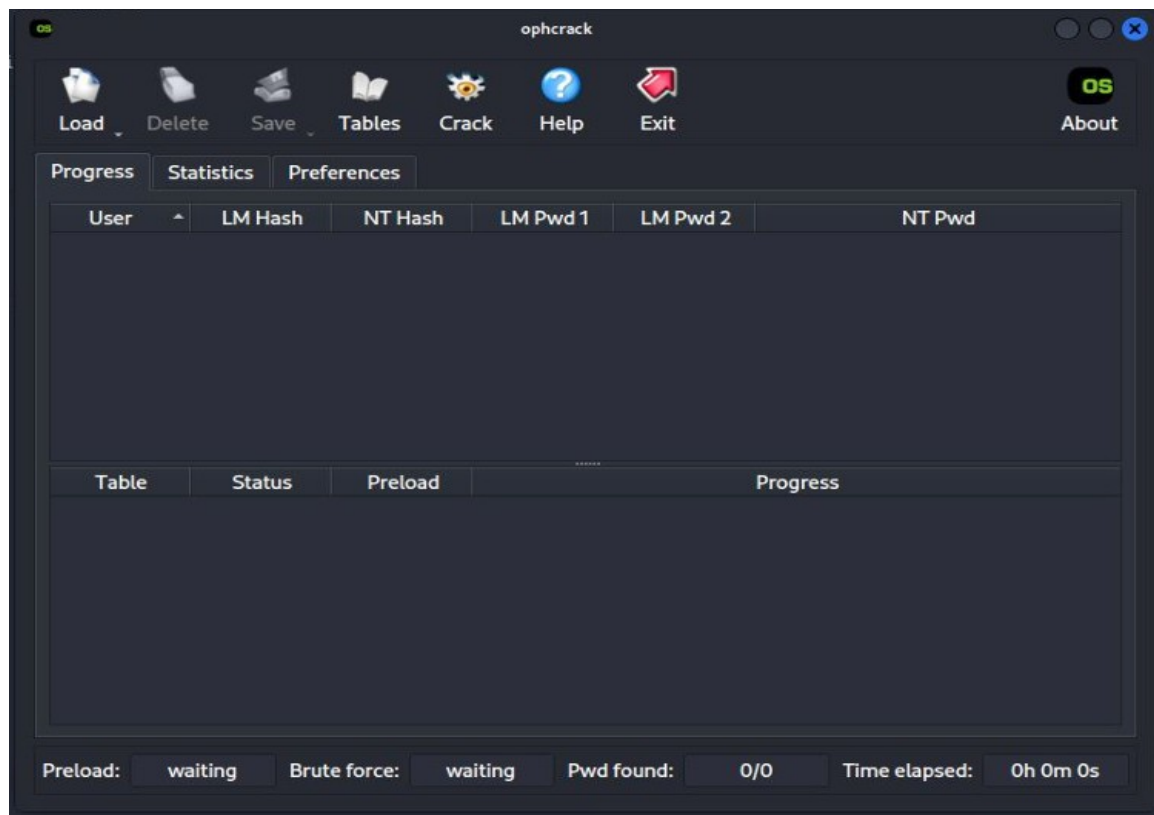 os ophcrack
Load Delete Save Tables Crack Help Exit About
OS
Progress Statistics Preferences
User LM Hash NT Hash LM Pwd 1 LM Pwd 2 NT Pwd
Table Status Preload Progress
Preload: waiting Brute force: waiting Pwd found: 0/0 Time elapsed: 0h 0m 0s